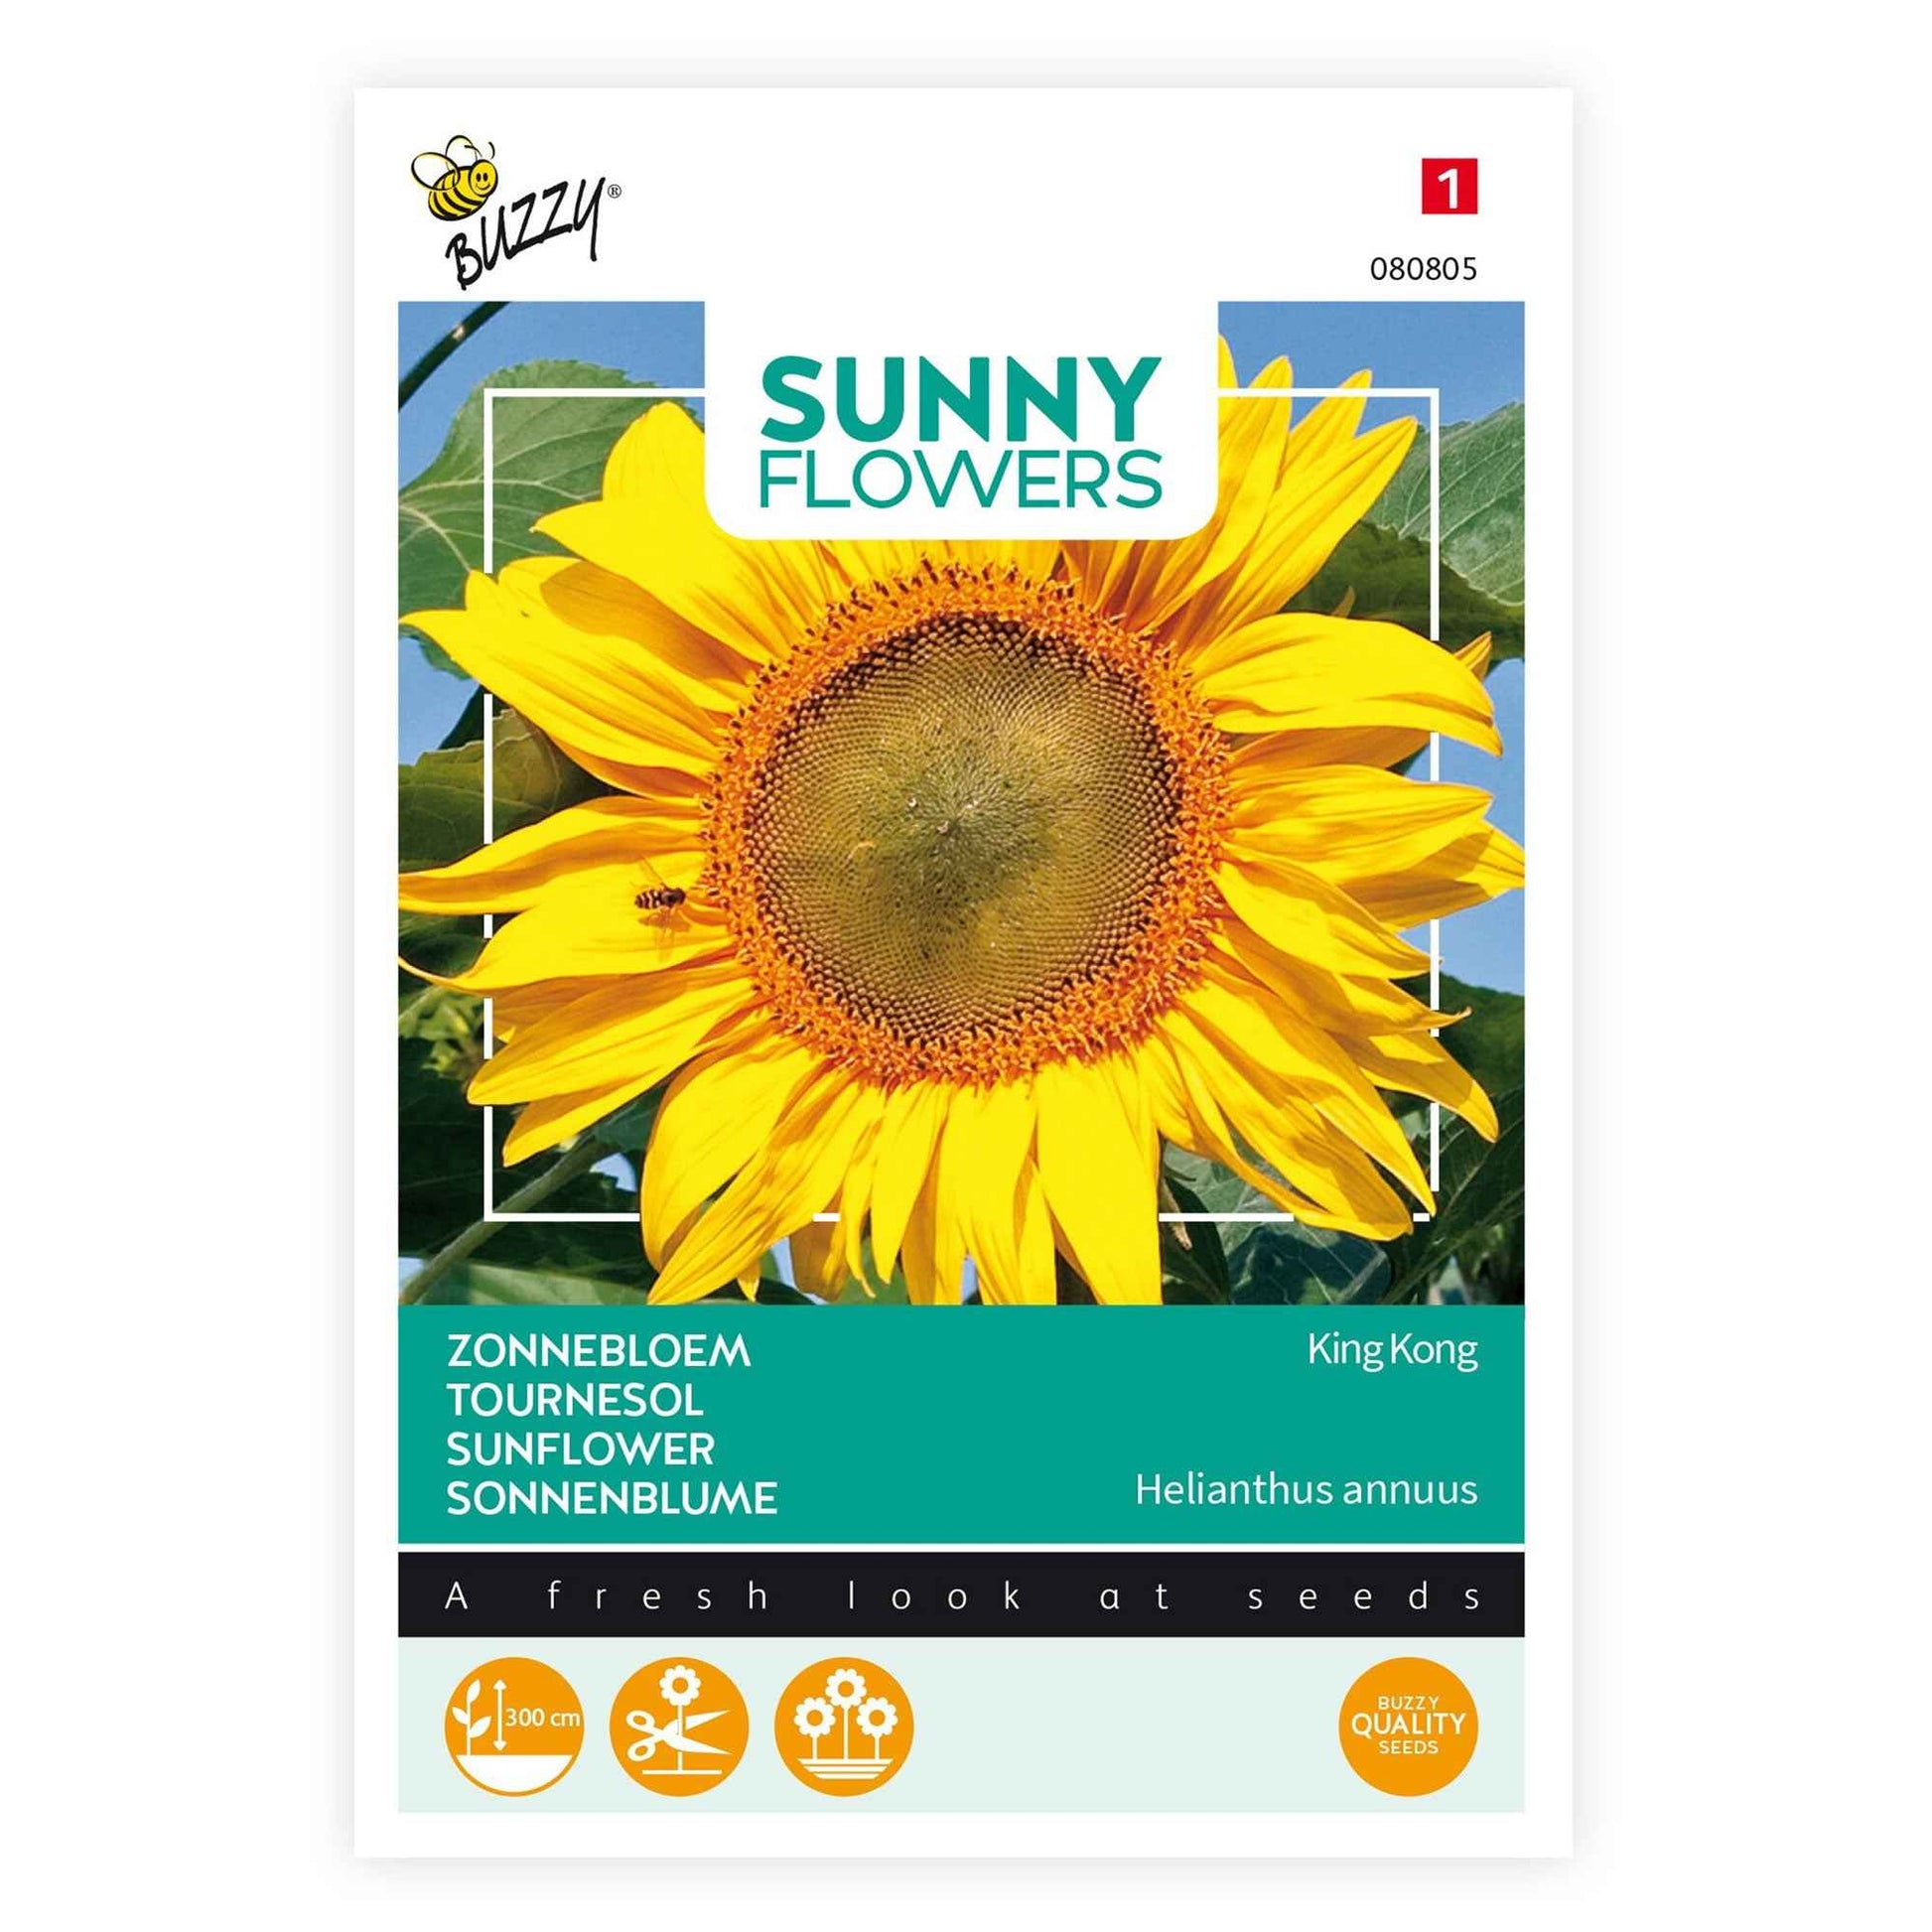 BUZZY®
1
080805
SUNNY
FLOWERS
ZONNEBLOEM
King Kong
TOURNESOL
SUNFLOWER
SONNENBLUME
Helianthus annuus
A fresh look at seeds
300 cm
BUZZY
QUALITY
SEEDS